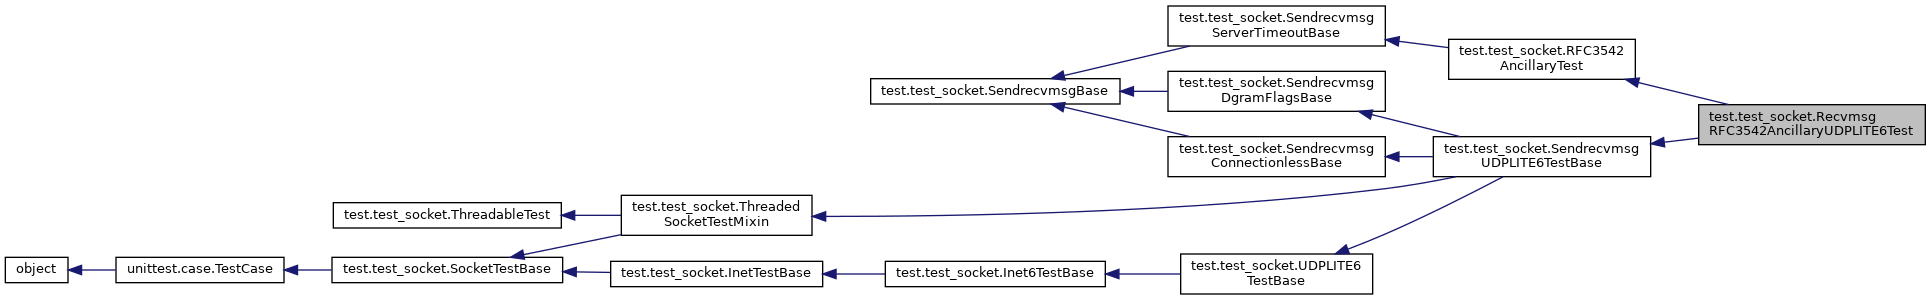 test.test_socket.Sendrecvmsg
ServerTimeoutBase
test.test_socket.RFC3542
AncillaryTest
test.test_socket.SendrecvmsgBase
test.test_socket.Sendrecvmsg
DgramFlagsBase
test.test_socket.Recvmsg
RFC3542AncillaryUDPLITE6Test
test.test_socket.Sendrecvmsg
ConnectionlessBase
test.test_socket.Sendrecvmsg
UDPLITE6TestBase
test.test_socket.ThreadableTest
test.test_socket.Threaded
SocketTestMixin
object
unittest.case.TestCase
test.test_socket.SocketTestBase
test.test_socket.InetTestBase
test.test_socket.Inet6TestBase
test.test_socket.UDPLITE6
TestBase